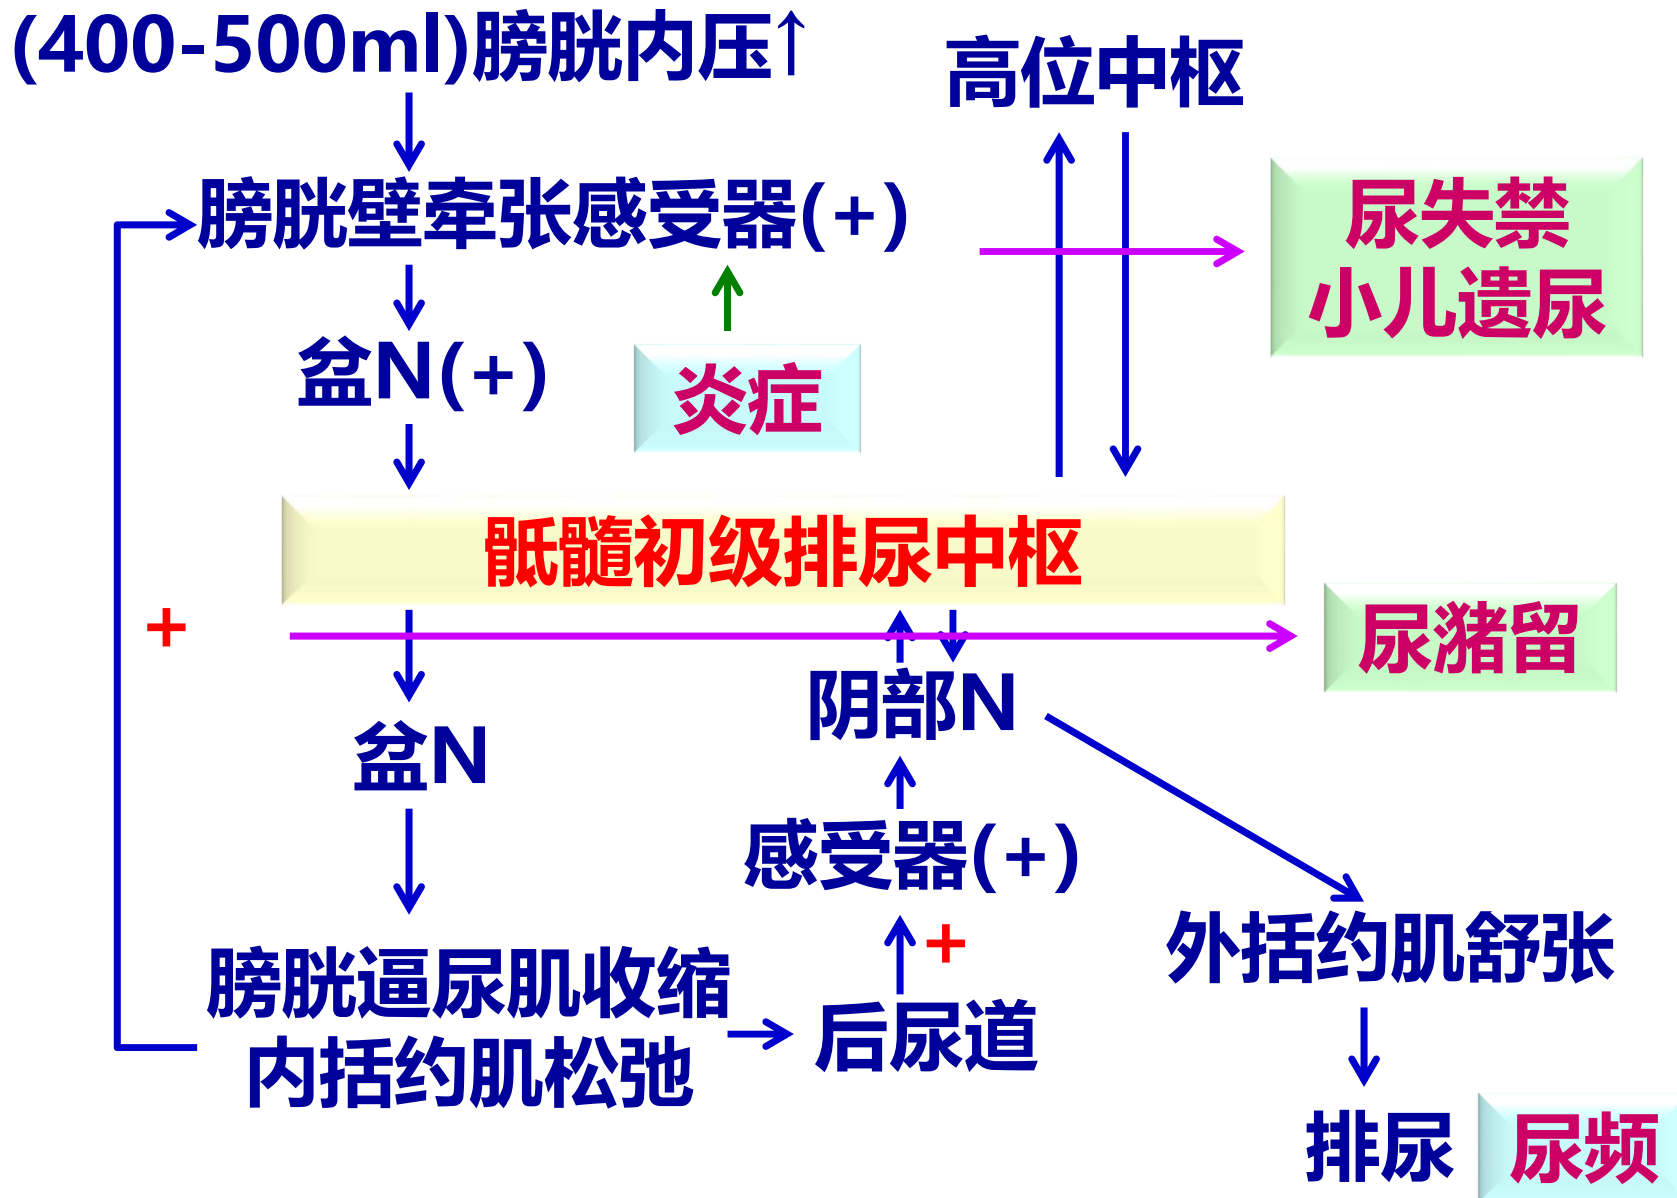 (400-500ml)膀胱内压↑
高位中枢
膀胱壁牵张感受器(+)
尿失禁
小儿遗尿
盆N(+)
炎症
骶髓初级排尿中枢
+
尿潴留
阴部N
盆N
感受器(+)
+
外括约肌舒张
膀胱逼尿肌收缩
内括约肌松弛
后尿道
排尿
尿频